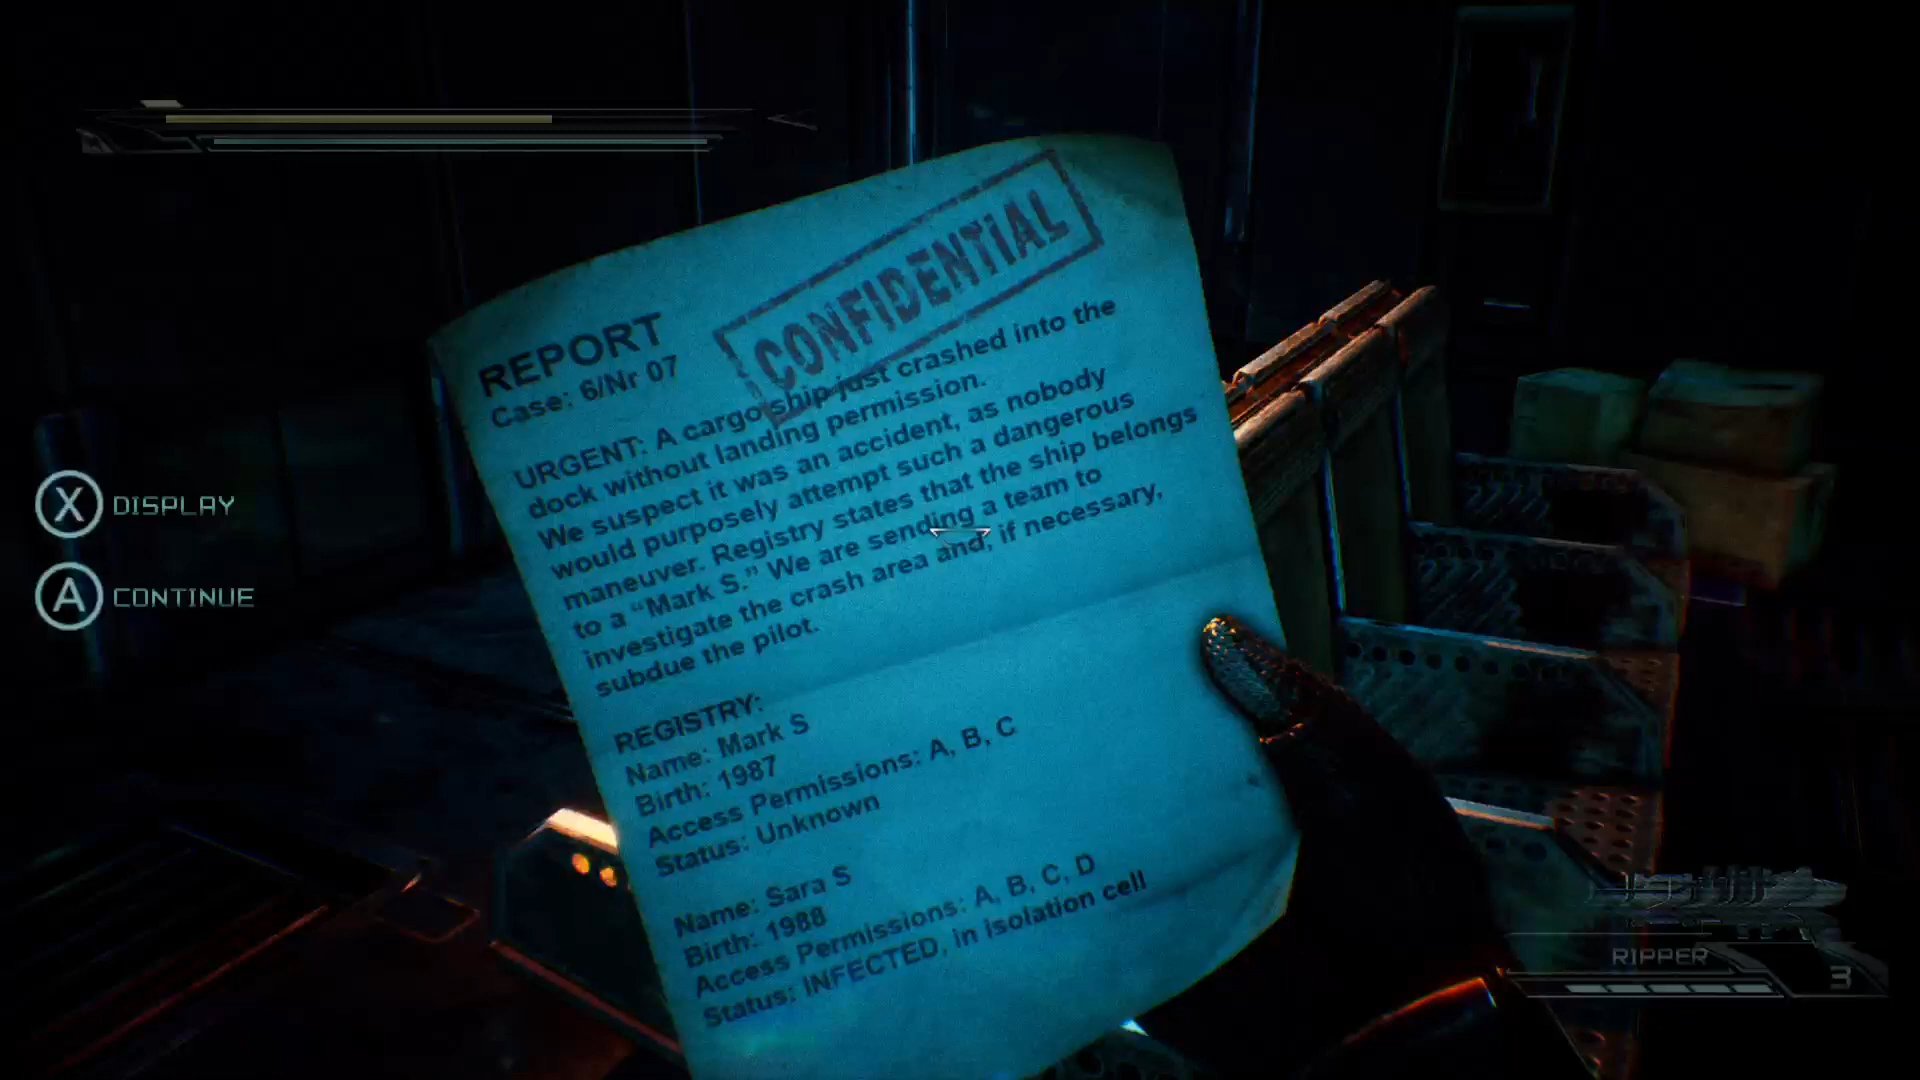 CONFIDENTIAL
REPORT
Case: 6/Nr 07
URGENT: A cargo ship just crashed into the
dock without landing permission.
We suspect it was an accident, as nobody
would purposely attempt such a dangerous
maneuver. Registry states that the ship belongs
to a “Mark S.” We are sending a team to
investigate the crash area and, if necessary,
subdue the pilot.
REGISTRY:
Name: Mark S
Birth: 1987
Access Permissions: A, B, C
Status: Unknown
Name: Sara S
Birth: 1988
Access Permissions: A, B, C, D
Status: INFECTED, in isolation cell
X DISPLAY
A CONTINUE
RIPPER
3